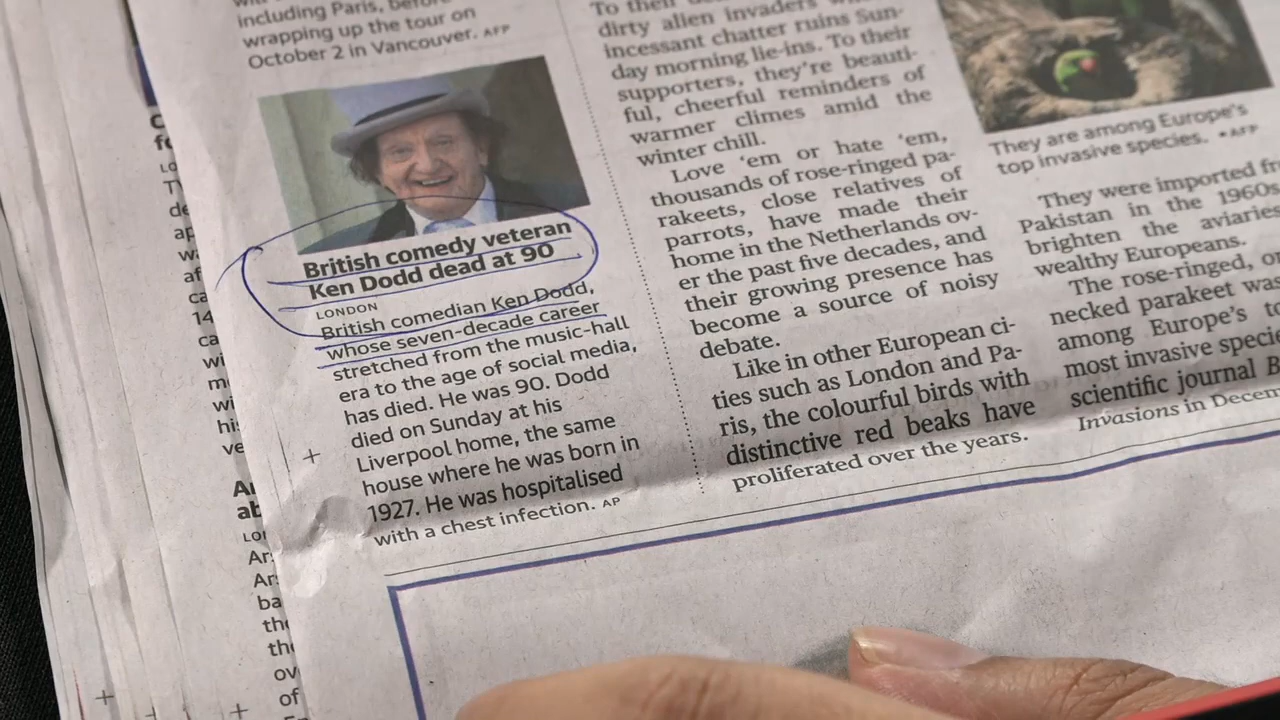 including Paris, before
wrapping up the tour on
October 2 in Vancouver. AFP
British comedy veteran
Ken Dodd dead at 90
LONDON
British comedian Ken Dodd,
whose seven-decade career
stretched from the music-hall
era to the age of social media,
has died. He was 90. Dodd
died on Sunday at his
Liverpool home, the same
house where he was born in
1927. He was hospitalised
with a chest infection. AP
To their
dirty alien invaders
incessant chatter ruins Sun-
day morning lie-ins. To their
supporters, they're beauti-
ful, cheerful reminders of
warmer climes amid the
winter chill.
Love 'em or hate 'em,
thousands of rose-ringed pa-
rakeets, close relatives of
parrots, have made their
home in the Netherlands ov-
er the past five decades, and
their growing presence has
become a source of noisy
debate.
Like in other European ci-
ties such as London and Pa-
ris, the colourful birds with
distinctive red beaks have
proliferated over the years.
They are among Europe's
top invasive species. •AFP
They were imported
Pakistan in the 1960s
brighten the aviaries
wealthy Europeans.
The rose-ringed, or
necked parakeet was
among Europe's
most invasive
scientific journal
Invasions in